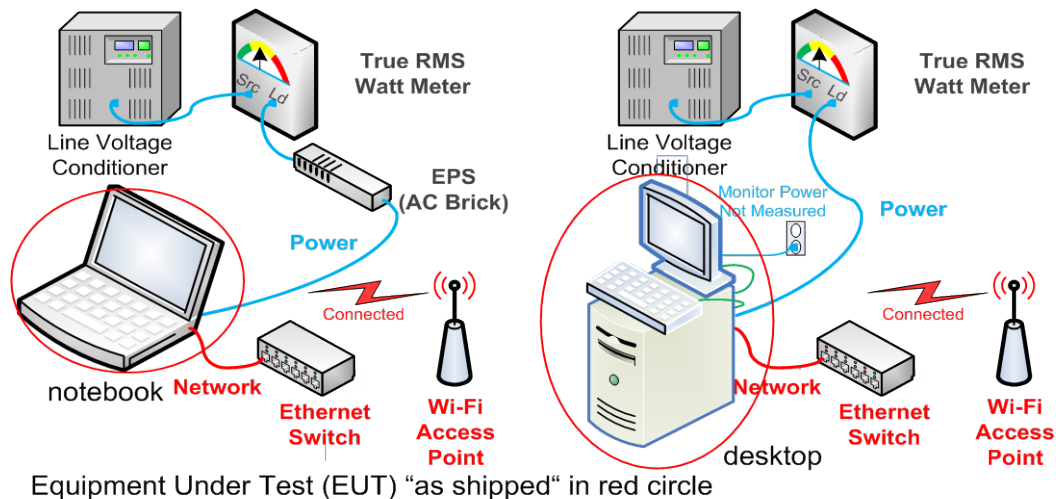 True RMS
Watt Meter
Src Ld
Line Voltage
Conditioner
EPS
(AC Brick)
Power
Connected
notebook
Network
Ethernet
Switch
Wi-Fi
Access
Point
True RMS
Watt Meter
Src Ld
Line Voltage
Conditioner
Monitor Power
Not Measured
Power
Connected
Network
desktop
Ethernet
Switch
Wi-Fi
Access
Point
Equipment Under Test (EUT) “as shipped“ in red circle